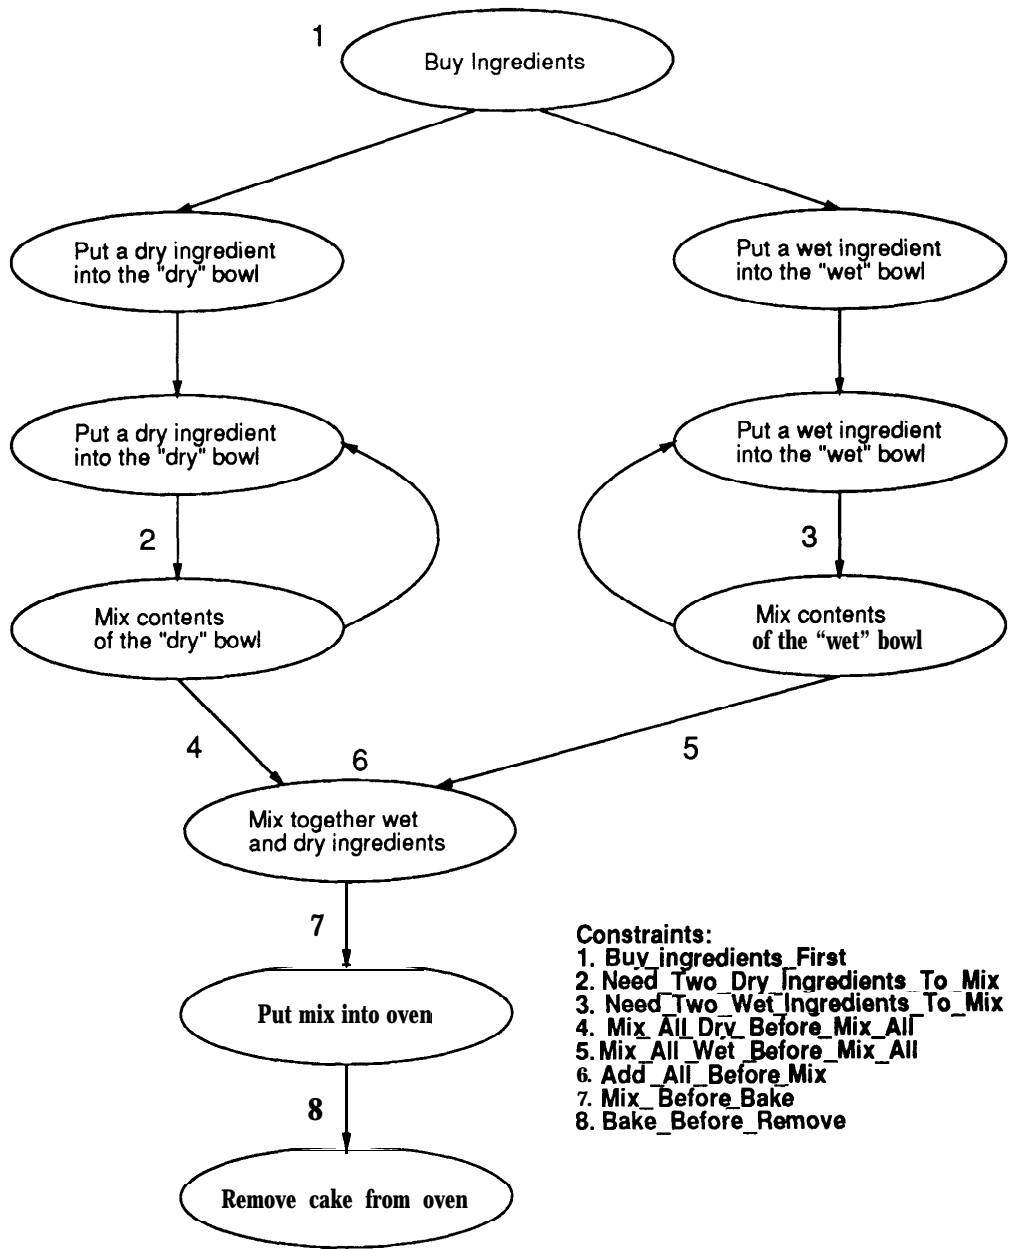 1
Buy Ingredients
Put a dry ingredient
into the "dry" bowl
Put a wet ingredient
into the "wet" bowl
Put a dry ingredient
into the "dry" bowl
Put a wet ingredient
into the "wet" bowl
2
3
Mix contents
of the "dry" bowl
Mix contents
of the “wet” bowl
4
6
5
Mix together wet
and dry ingredients
7
Put mix into oven
8
Remove cake from oven
Constraints:
1. Buy_ingredients_First
2. Need_Two_Dry_Ingredients_To_Mix
3. Need_Two_Wet_Ingredients_To_Mix
4. Mix_All_Dry_Before_Mix_All
5. Mix_All_Wet_Before_Mix_All
6. Add_All_Before_Mix
7. Mix_Before_Bake
8. Bake_Before_Remove